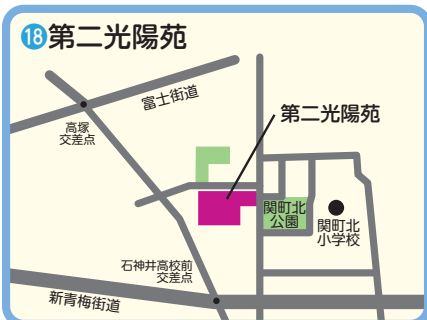 ⑱第二光陽苑
富士街道
高塚
交差点
第二光陽苑
関町北
公園
関町北
小学校
石神井高校前
交差点
新青梅街道